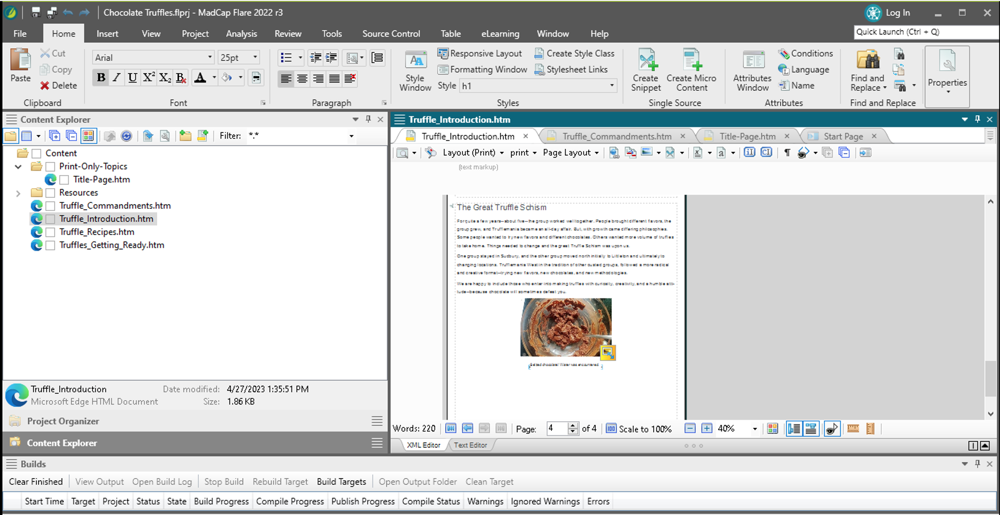 Chocolate Truffles.flprj - MadCap Flare 2022 r3
Log In
File Home Insert View Project Analysis Review Tools Source Control Table eLearning Window Help
Quick Launch (Ctrl + Q)
Paste
Cut
Copy
Delete
Clipboard
Arial 25pt
B I U X² X₂ B
A
Font
Paragraph
Style Window
Responsive Layout
Formatting Window
Style h1
Create Style Class
Stylesheet Links
Styles
Create Snippet
Create Micro Content
Single Source
Attributes Window
Conditions
Language
Name
Attributes
Find and Replace
Find and Replace
Properties
Content Explorer
Filter: *.*
Content
Print-Only-Topics
Title-Page.htm
Resources
Truffle_Commandments.htm
Truffle_Introduction.htm
Truffle_Recipes.htm
Truffles_Getting_Ready.htm
Truffle_Introduction Date modified: 4/27/2023 1:35:51 PM
Microsoft Edge HTML Document Size: 1.86 KB
Project Organizer
Content Explorer
Truffle_Introduction.htm
Truffle_Introduction.htm Truffle_Commandments.htm Title-Page.htm Start Page
Layout (Print) print Page Layout
(text markup)
The Great Truffle Schism
For quite a few years—about five—the group worked well together. People brought different flavors, the
group grew, and Trufflemania became an all-day affair. But, with growth came differing philosophies.
Some people wanted to try new flavors and different chocolates. Others wanted more volume of truffles
to take home. Things needed to change and the great Truffle Schism was upon us.
One group stayed in Sudbury, and the other group moved north initially to Littleton and ultimately to
changing locations. Trufflemania West in the tradition of other ousted groups, followed a more radical
and creative format—trying new flavors, new chocolates, and new methodologies.
We are happy to include those who enter into making truffles with curiosity, creativity, and a humble atti-
tude—because chocolate will sometimes defeat you.
Seized chocolate! Water was encountered.
Words: 220 Page: 4 of 4 Scale to 100% 40%
XML Editor Text Editor
Builds
Clear Finished View Output Open Build Log Stop Build Rebuild Target Build Targets Open Output Folder Clean Target
Start Time Target Project Status State Build Progress Compile Progress Publish Progress Compile Status Warnings Ignored Warnings Errors